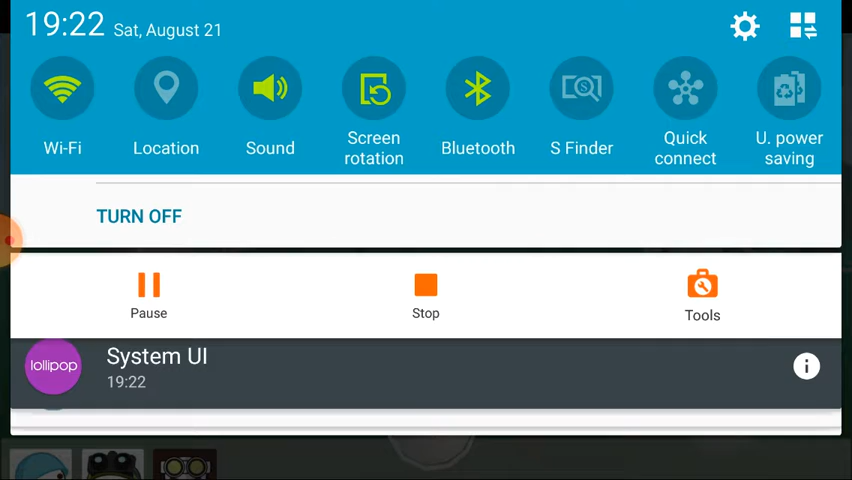 19:22 Sat, August 21
Wi-Fi
Location
Sound
Screen
rotation
Bluetooth
S Finder
Quick
connect
U. power
saving
TURN OFF
Pause
Stop
Tools
lollipop
System UI
19:22